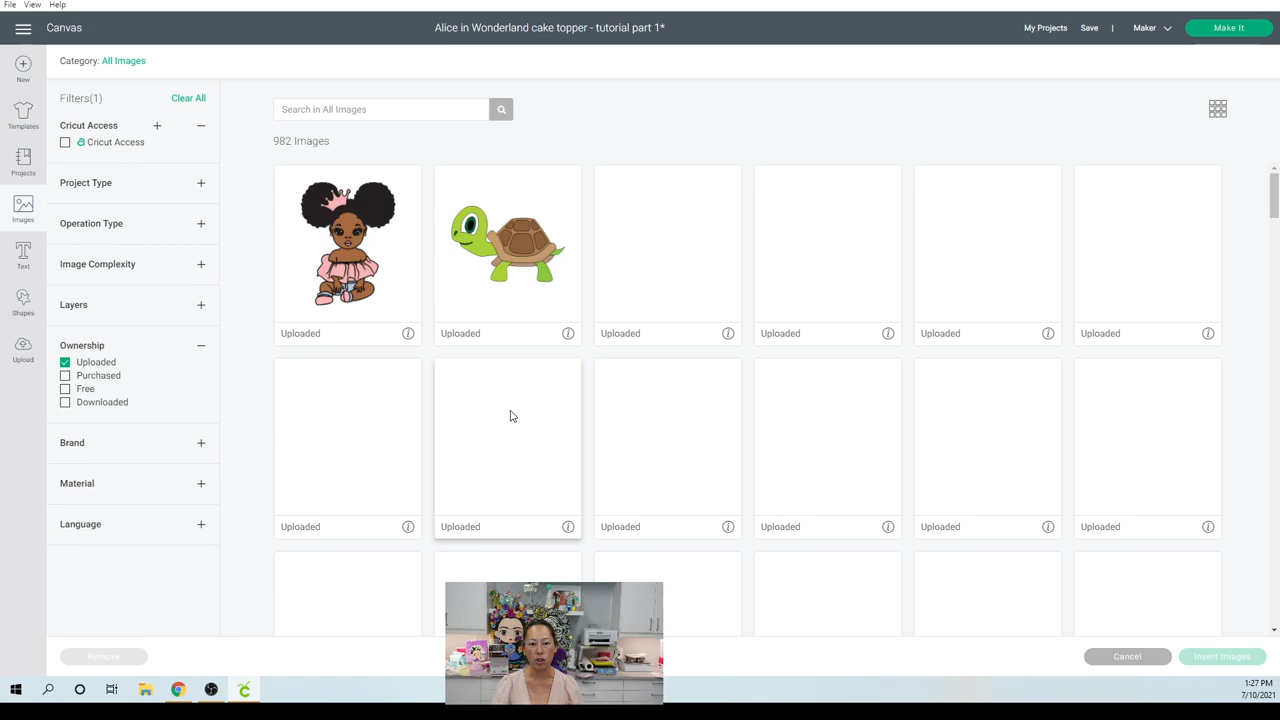 File View Help
Canvas
Alice in Wonderland cake topper - tutorial part 1*
My Projects Save | Maker Make It
New
Templates
Projects
Images
Text
Shapes
Upload
Category: All Images
Filters(1) Clear All
Cricut Access
Cricut Access
Project Type
Operation Type
Image Complexity
Layers
Ownership
Uploaded
Purchased
Free
Downloaded
Brand
Material
Language
Search in All Images
982 Images
Uploaded Uploaded Uploaded Uploaded Uploaded Uploaded
Uploaded Uploaded Uploaded Uploaded Uploaded Uploaded
Remove
Cancel Insert Images
1:27 PM
7/10/2021